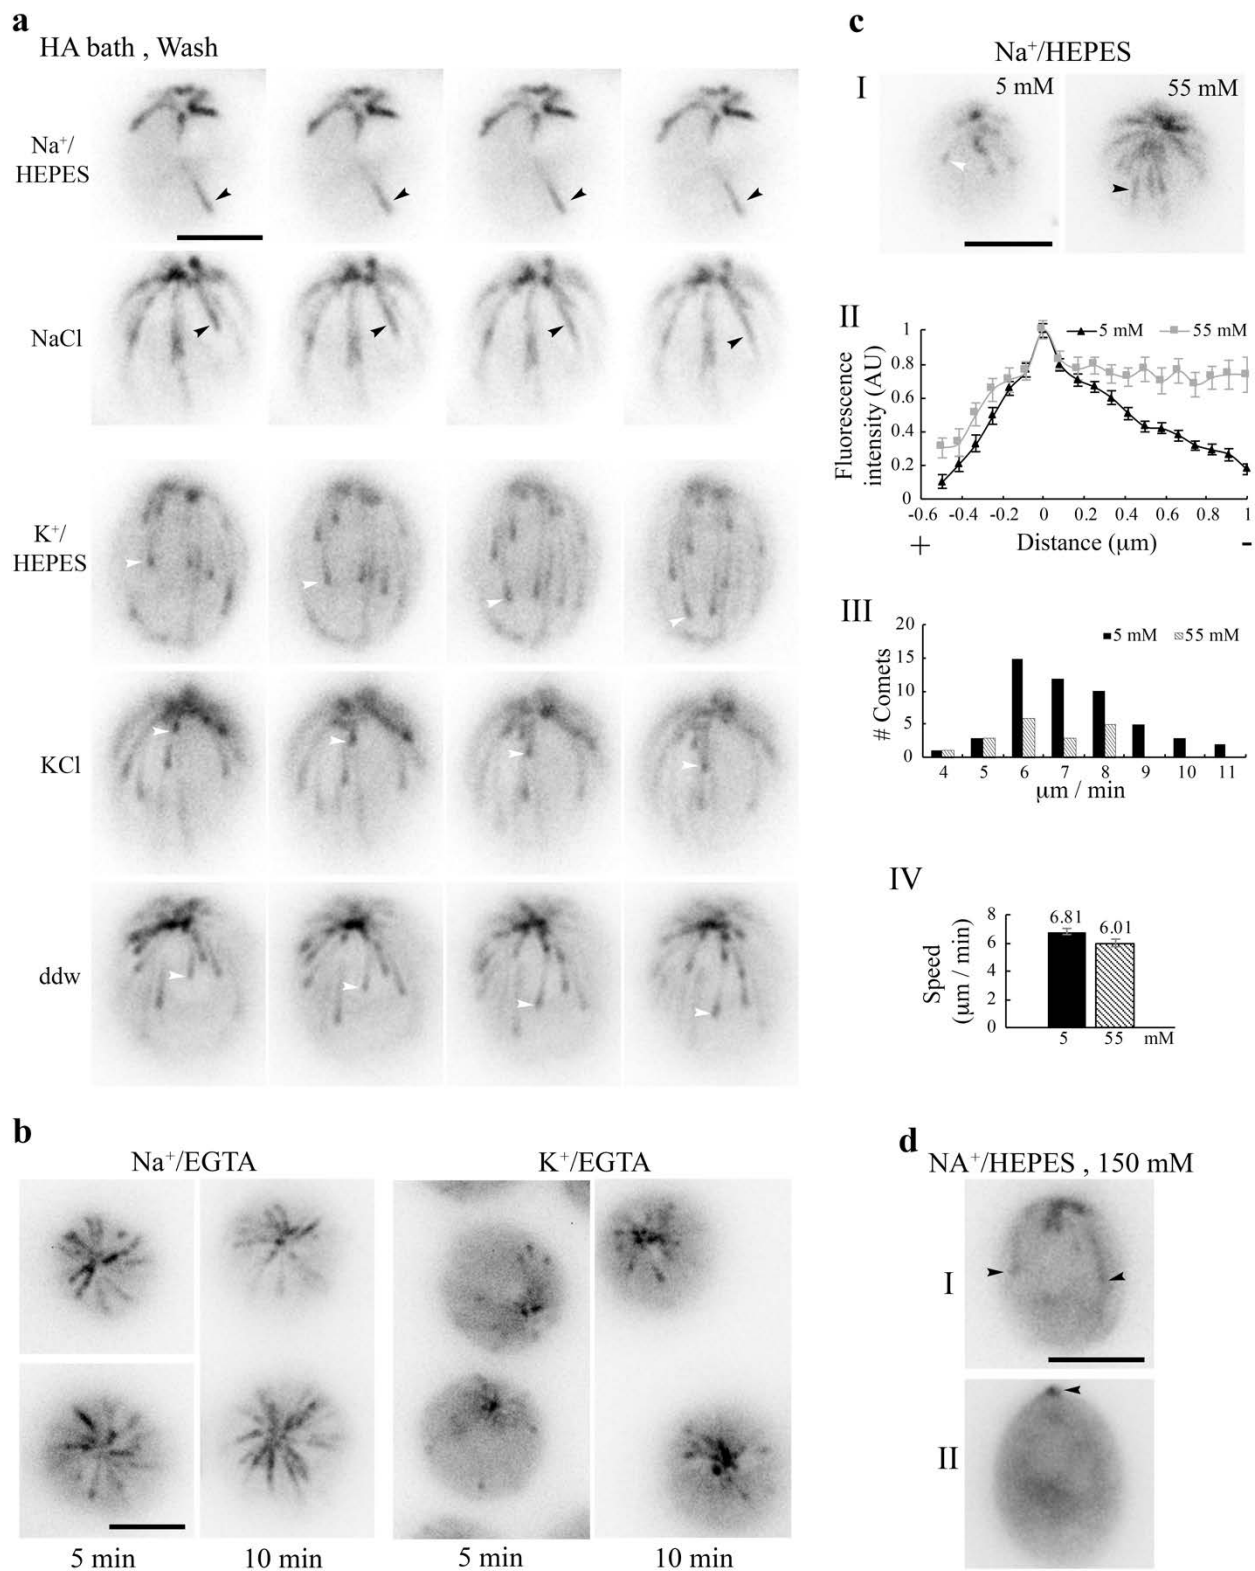 a
HA bath , Wash
Na⁺/
HEPES
NaCl
K⁺/
HEPES
KCl
ddw
b
Na⁺/EGTA
K⁺/EGTA
5 min
10 min
5 min
10 min
c
Na⁺/HEPES
I
5 mM
55 mM
II
5 mM
55 mM
Fluorescence
intensity (AU)
1
0.8
0.6
0.4
0.2
0
-0.6 -0.4 -0.2 0 0.2 0.4 0.6 0.8 1
+ Distance (µm) -
III
5 mM
55 mM
# Comets
20
15
10
5
0
4 5 6 7 8 9 10 11
µm / min
IV
Speed
(µm / min)
8
6
4
2
0
6.81
6.01
5 55 mM
d
NA⁺/HEPES , 150 mM
I
II